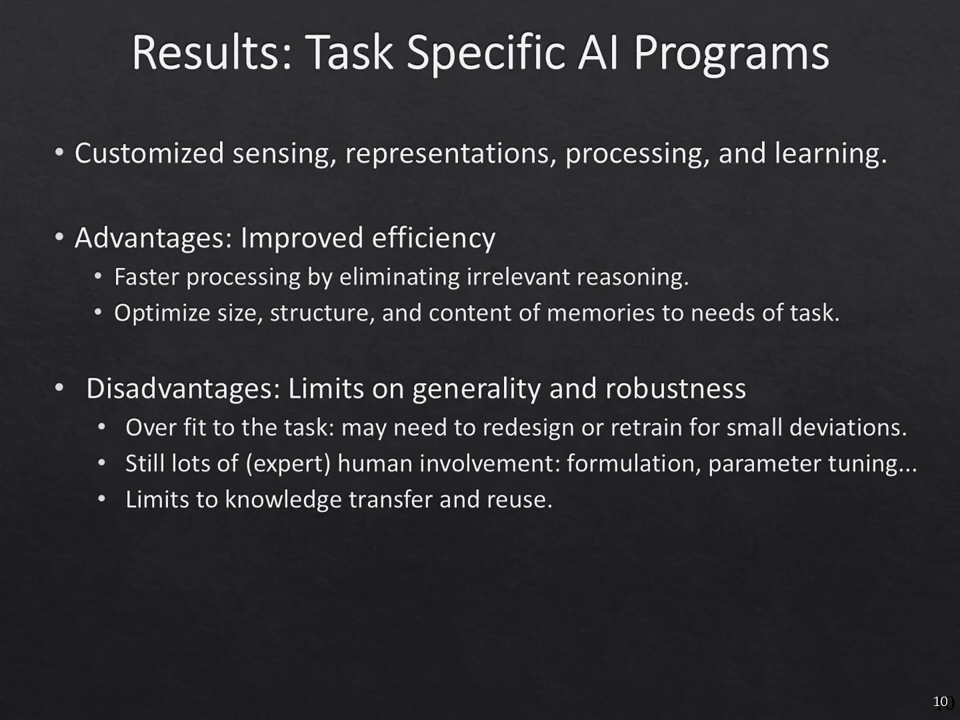 Results: Task Specific AI Programs
• Customized sensing, representations, processing, and learning.
• Advantages: Improved efficiency
• Faster processing by eliminating irrelevant reasoning.
• Optimize size, structure, and content of memories to needs of task.
• Disadvantages: Limits on generality and robustness
• Over fit to the task: may need to redesign or retrain for small deviations.
• Still lots of (expert) human involvement: formulation, parameter tuning...
• Limits to knowledge transfer and reuse.
10